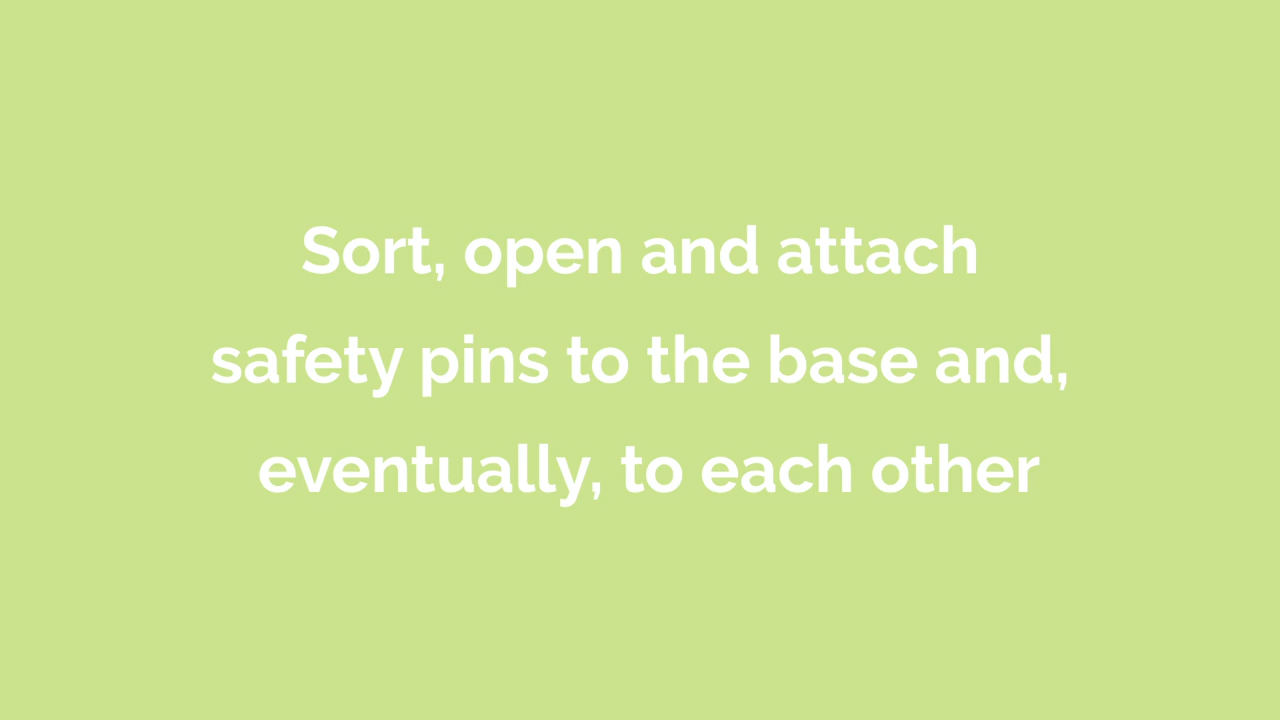 Sort, open and attach
safety pins to the base and,
eventually, to each other